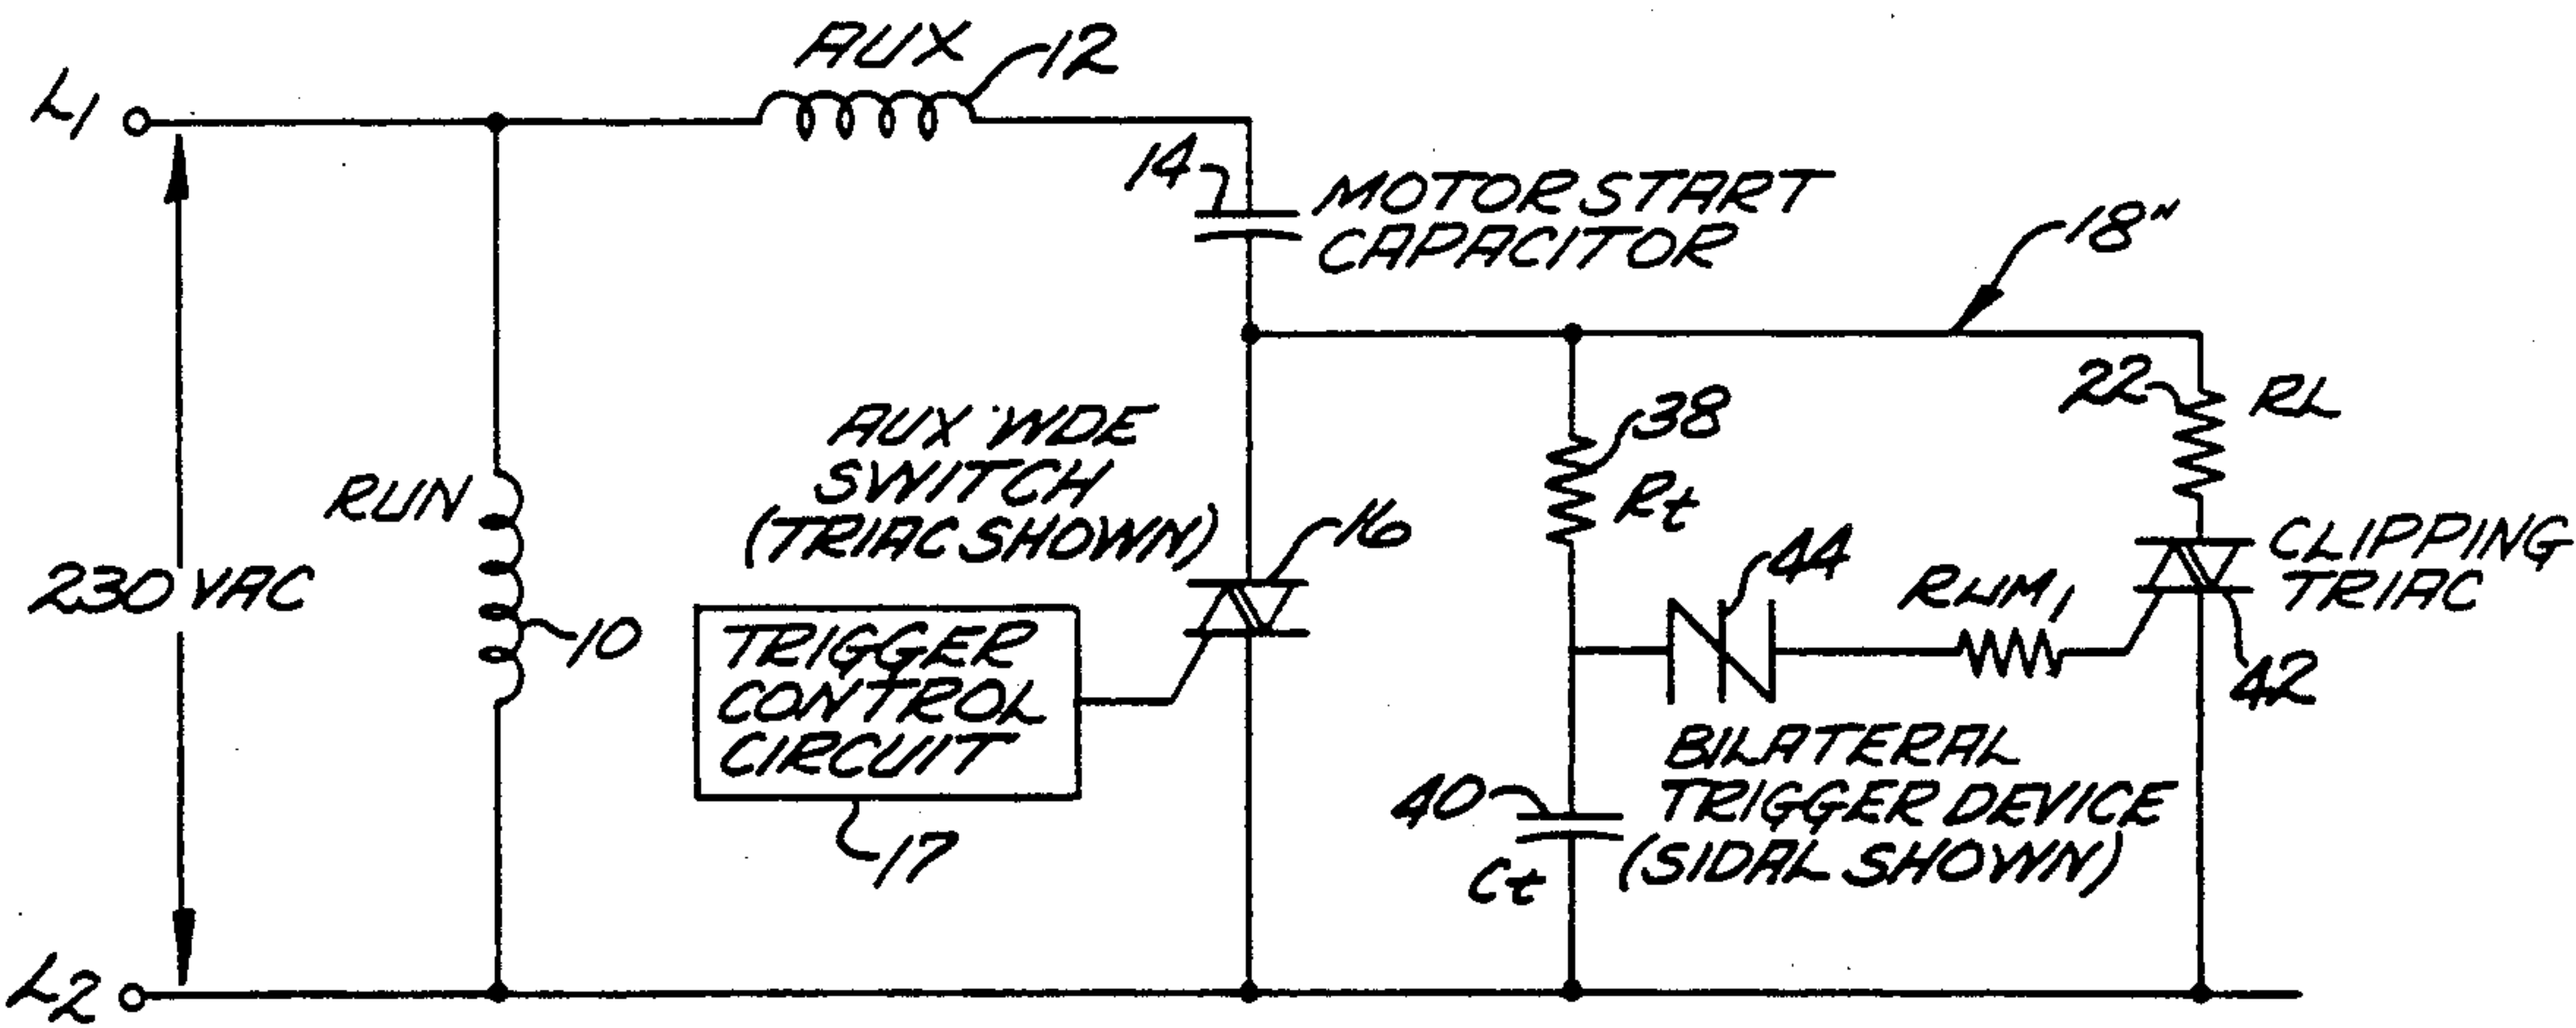 AUX
12
L1
14
MOTOR START
CAPACITOR
18"
22
RL
AUX WDE
SWITCH
(TRIAC SHOWN)
38
Rt
16
RUN
44
RLIM1
CLIPPING
TRIAC
230 VAC
10
TRIGGER
CONTROL
CIRCUIT
42
BILATERAL
TRIGGER DEVICE
(SIDAL SHOWN)
40
17
Ct
L2